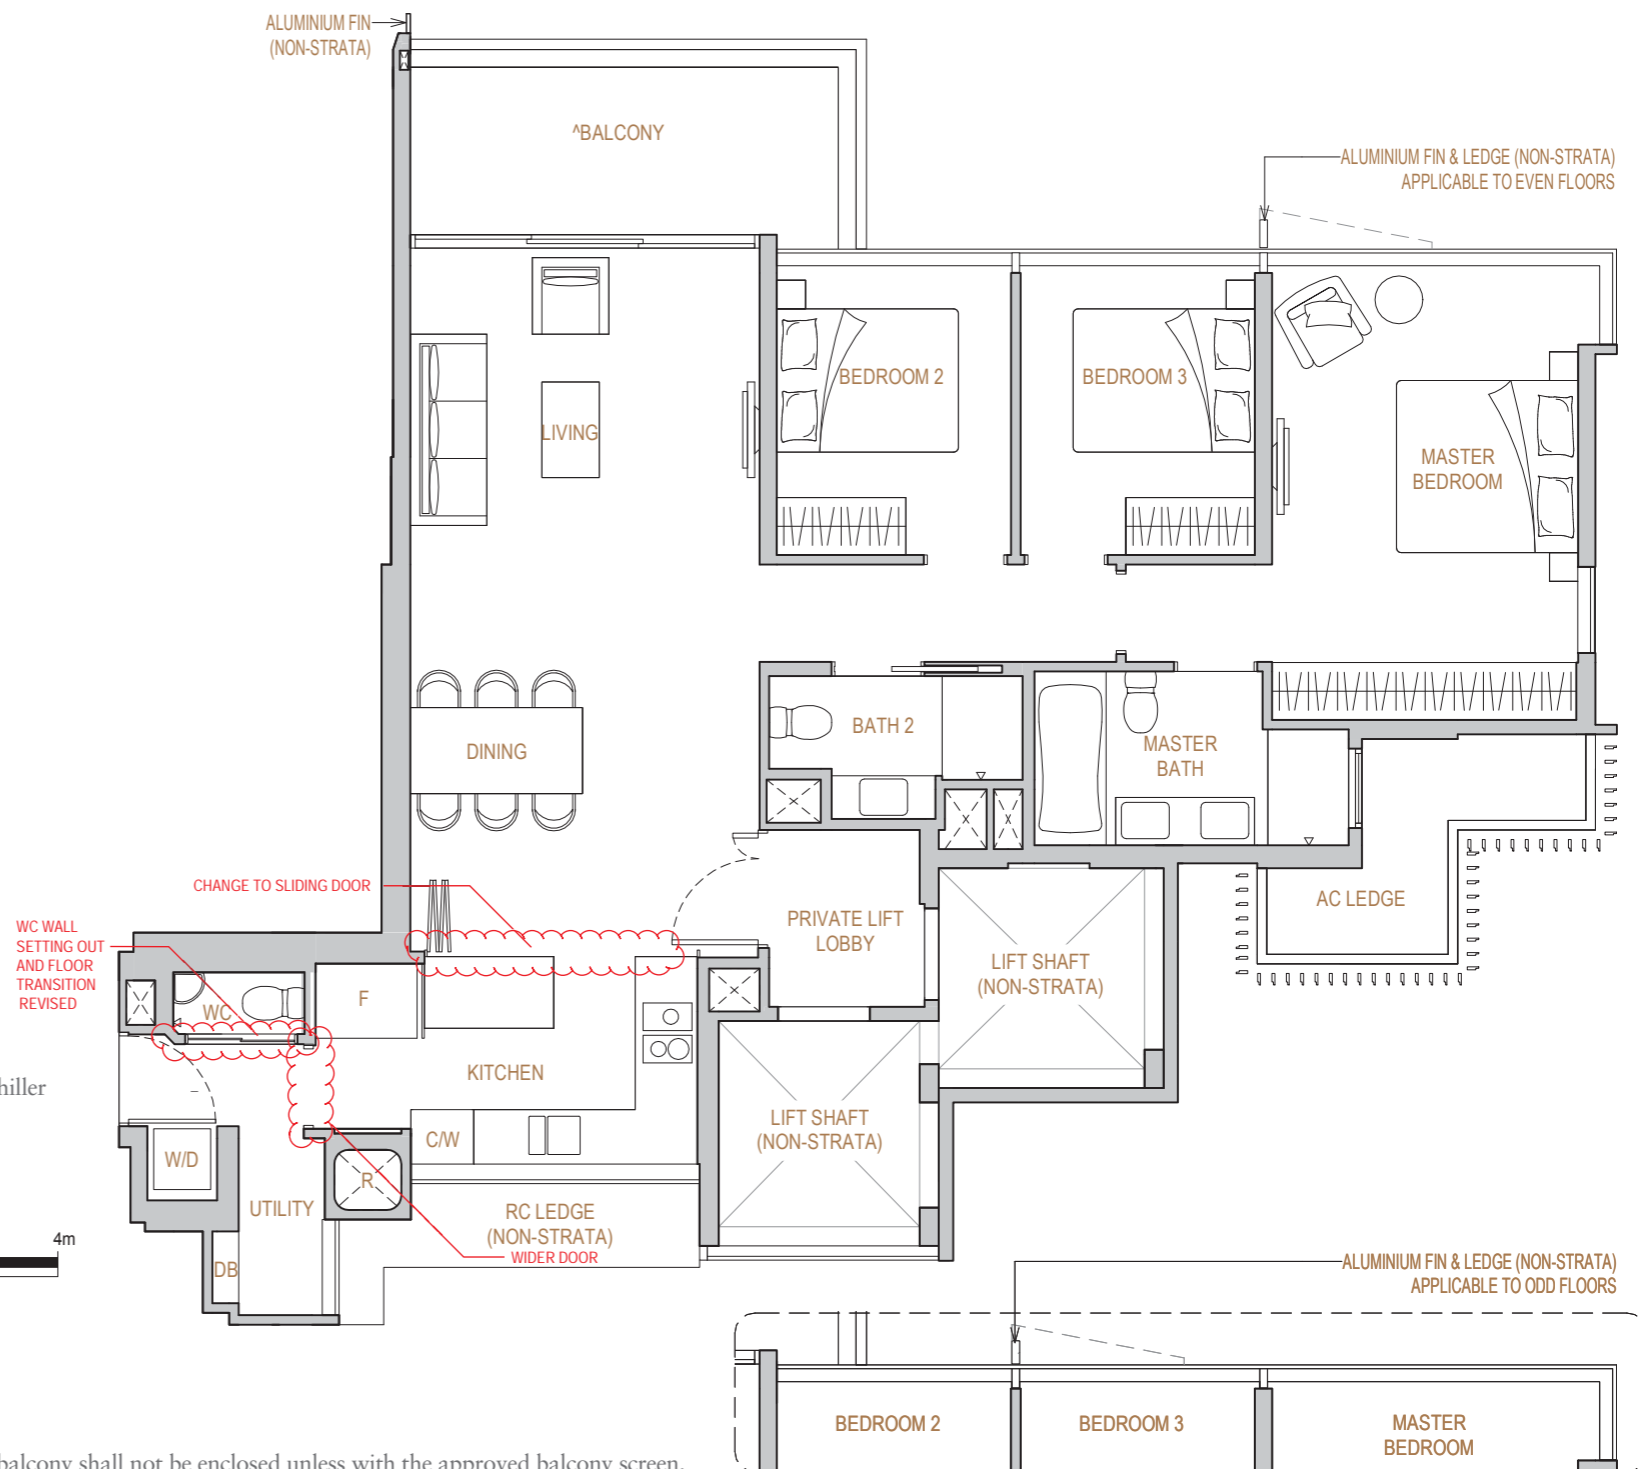 ALUMINIUM FIN
(NON-STRATA)
^BALCONY
ALUMINIUM FIN & LEDGE (NON-STRATA)
APPLICABLE TO EVEN FLOORS
BEDROOM 2
BEDROOM 3
LIVING
MASTER
BEDROOM
DINING
BATH 2
MASTER
BATH
CHANGE TO SLIDING DOOR
WC WALL
SETTING OUT
AND FLOOR
TRANSITION
REVISED
PRIVATE LIFT
LOBBY
AC LEDGE
LIFT SHAFT
(NON-STRATA)
F
WC
KITCHEN
hiller
LIFT SHAFT
(NON-STRATA)
C/W
W/D
R
UTILITY
RC LEDGE
(NON-STRATA)
WIDER DOOR
4m
DB
ALUMINIUM FIN & LEDGE (NON-STRATA)
APPLICABLE TO ODD FLOORS
BEDROOM 2
BEDROOM 3
MASTER
BEDROOM
balcony shall not be enclosed unless with the approved balcony screen.